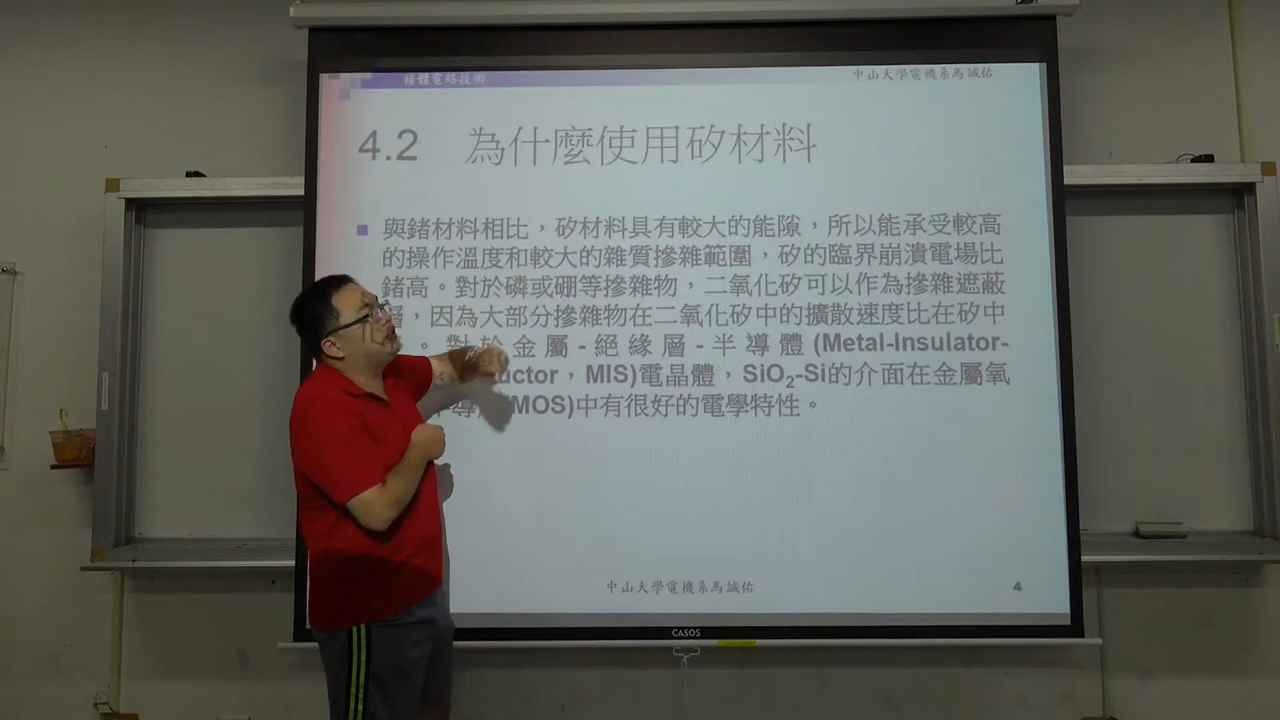 積體電路技術
中山大學電機系馬誠佑
4.2 為什麼使用矽材料
與鍺材料相比，矽材料具有較大的能隙，所以能承受較高
的操作溫度和較大的雜質摻雜範圍，矽的臨界崩潰電場比
鍺高。對於磷或硼等摻雜物，二氧化矽可以作為摻雜遮蔽
層，因為大部分摻雜物在二氧化矽中的擴散速度比在矽中
。對於金屬-絕緣層-半導體(Metal-Insulator-
uctor，MIS)電晶體，SiO₂-Si的介面在金屬氧
半導體(MOS)中有很好的電學特性。
中山大學電機系馬誠佑
4
CASOS